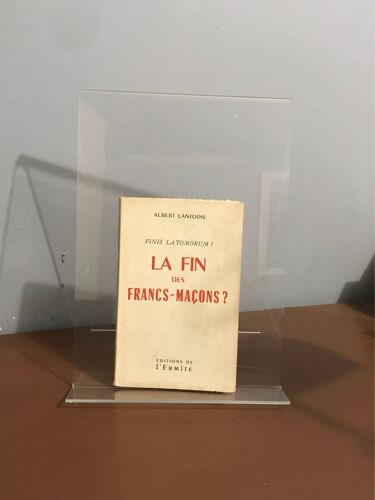 ALBERT LANTOINE
FINIS LATOMORUM !
LA FIN
DES
FRANCS-MAÇONS ?
EDITIONS DE
L'ERMITE